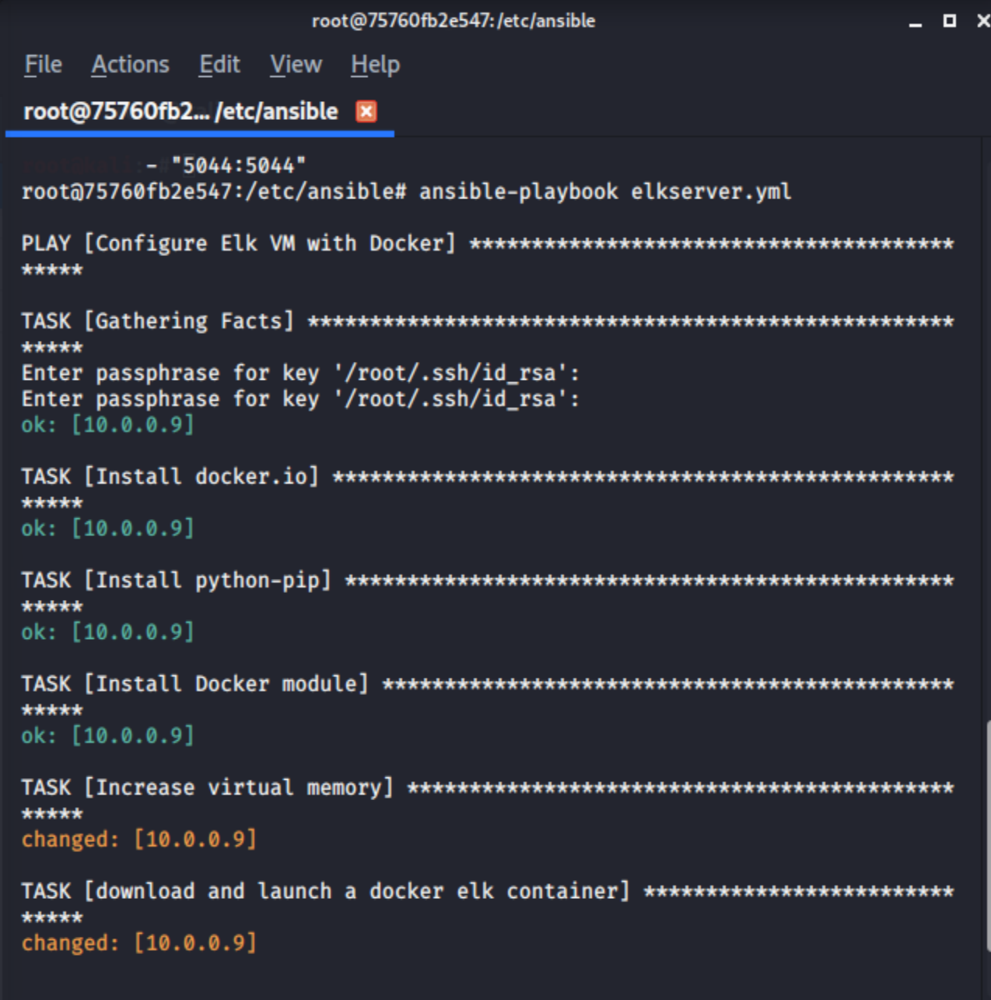 root@75760fb2e547:/etc/ansible
File Actions Edit View Help
root@75760fb2... /etc/ansible
- "5044:5044"
root@75760fb2e547:/etc/ansible# ansible-playbook elkserver.yml
PLAY [Configure Elk VM with Docker] ***************************************
*****
TASK [Gathering Facts] ****************************************************
*****
Enter passphrase for key '/root/.ssh/id_rsa':
Enter passphrase for key '/root/.ssh/id_rsa':
ok: [10.0.0.9]
TASK [Install docker.io] **************************************************
*****
ok: [10.0.0.9]
TASK [Install python-pip] *************************************************
*****
ok: [10.0.0.9]
TASK [Install Docker module] **********************************************
*****
ok: [10.0.0.9]
TASK [Increase virtual memory] ********************************************
*****
changed: [10.0.0.9]
TASK [download and launch a docker elk container] *************************
*****
changed: [10.0.0.9]